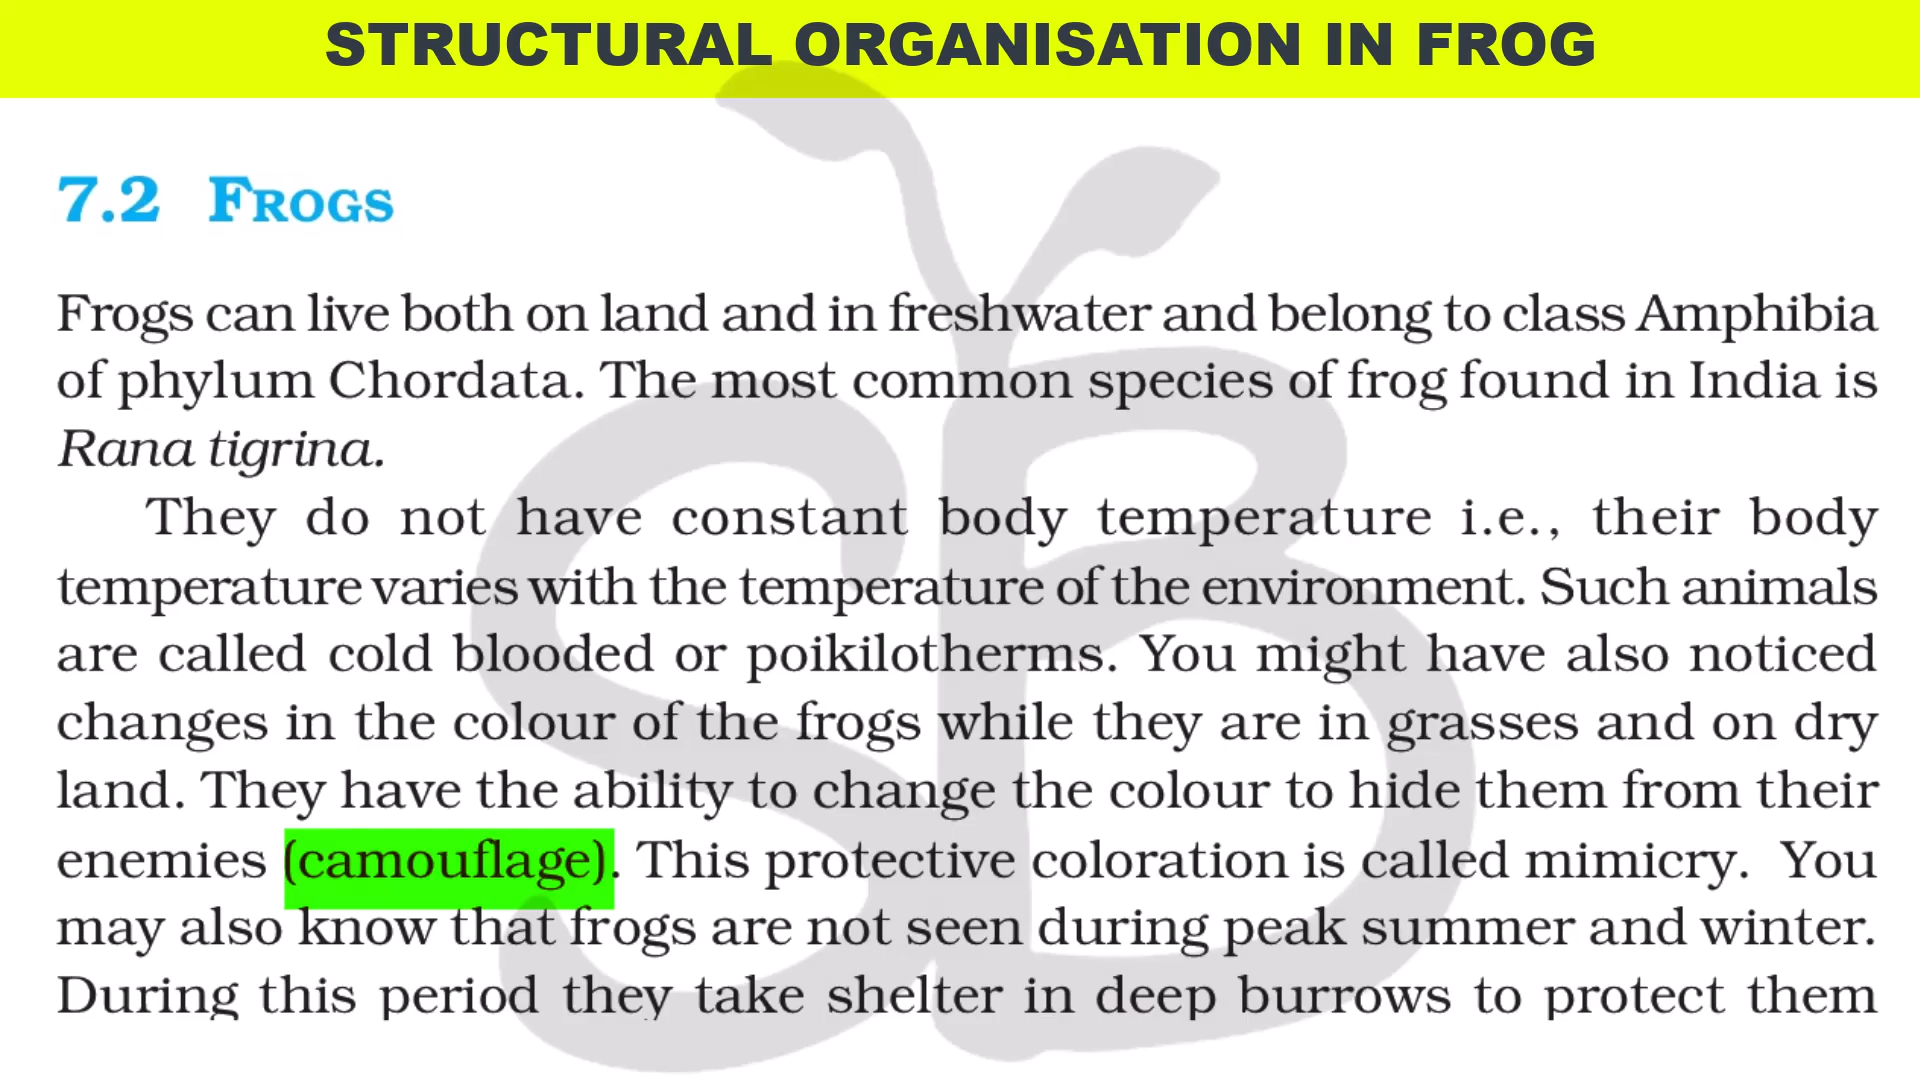 STRUCTURAL ORGANISATION IN FROG
7.2 FROGS
Frogs can live both on land and in freshwater and belong to class Amphibia
of phylum Chordata. The most common species of frog found in India is
Rana tigrina.
They do not have constant body temperature i.e., their body
temperature varies with the temperature of the environment. Such animals
are called cold blooded or poikilotherms. You might have also noticed
changes in the colour of the frogs while they are in grasses and on dry
land. They have the ability to change the colour to hide them from their
enemies (camouflage). This protective coloration is called mimicry. You
may also know that frogs are not seen during peak summer and winter.
During this period they take shelter in deep burrows to protect them
SB